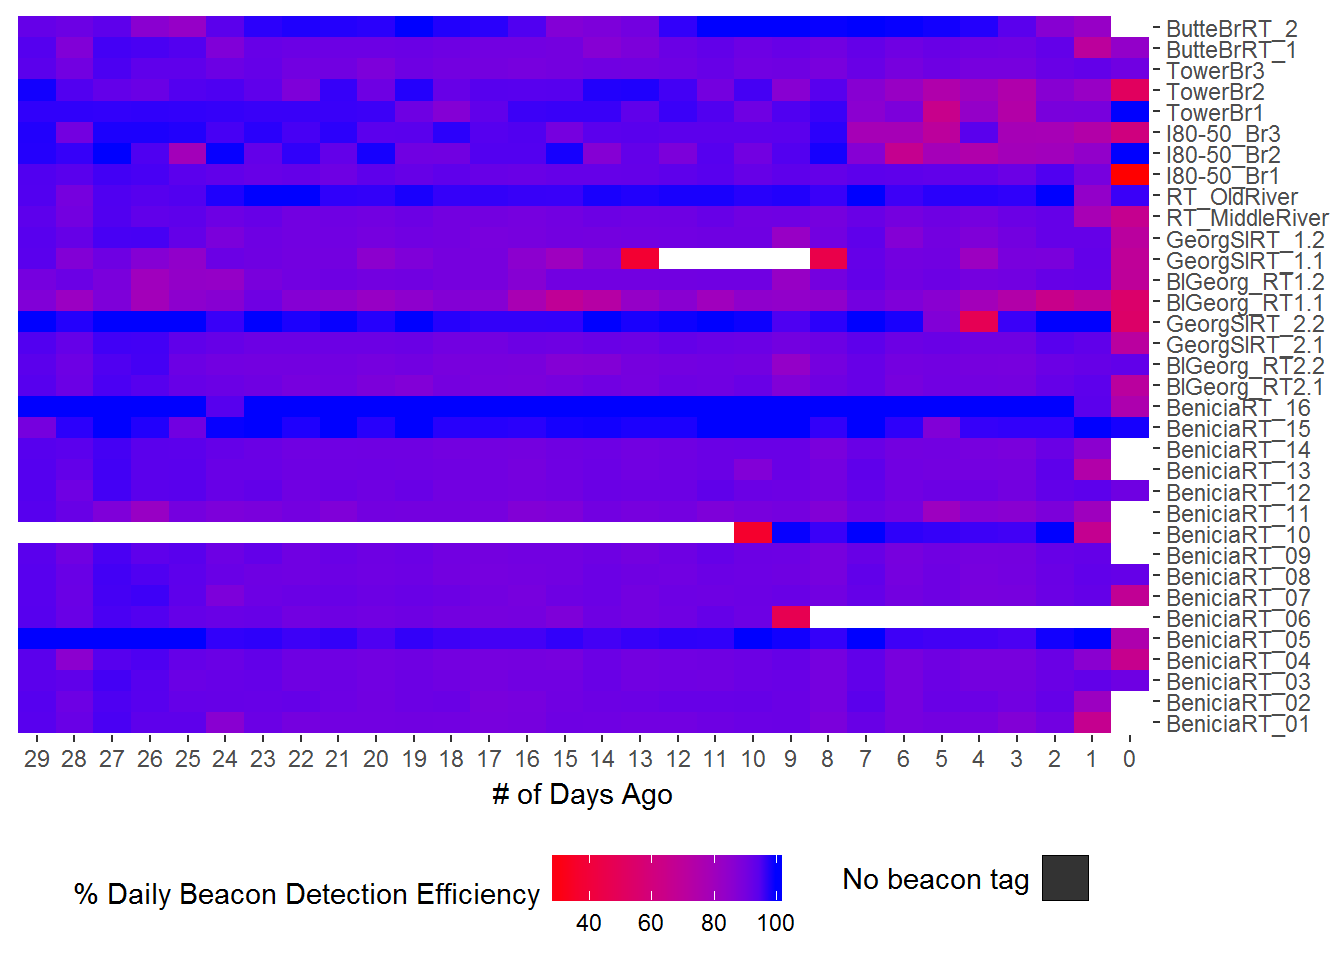 ButteBrRT_2
ButteBrRT_1
TowerBr3
TowerBr2
TowerBr1
I80-50_Br3
I80-50_Br2
I80-50_Br1
RT_OldRiver
RT_MiddleRiver
GeorgSlRT_1.2
GeorgSlRT_1.1
BlGeorg_RT1.2
BlGeorg_RT1.1
GeorgSlRT_2.2
GeorgSlRT_2.1
BlGeorg_RT2.2
BlGeorg_RT2.1
BeniciaRT_16
BeniciaRT_15
BeniciaRT_14
BeniciaRT_13
BeniciaRT_12
BeniciaRT_11
BeniciaRT_10
BeniciaRT_09
BeniciaRT_08
BeniciaRT_07
BeniciaRT_06
BeniciaRT_05
BeniciaRT_04
BeniciaRT_03
BeniciaRT_02
BeniciaRT_01
29 28 27 26 25 24 23 22 21 20 19 18 17 16 15 14 13 12 11 10 9 8 7 6 5 4 3 2 1 0
# of Days Ago
% Daily Beacon Detection Efficiency
40 60 80 100
No beacon tag